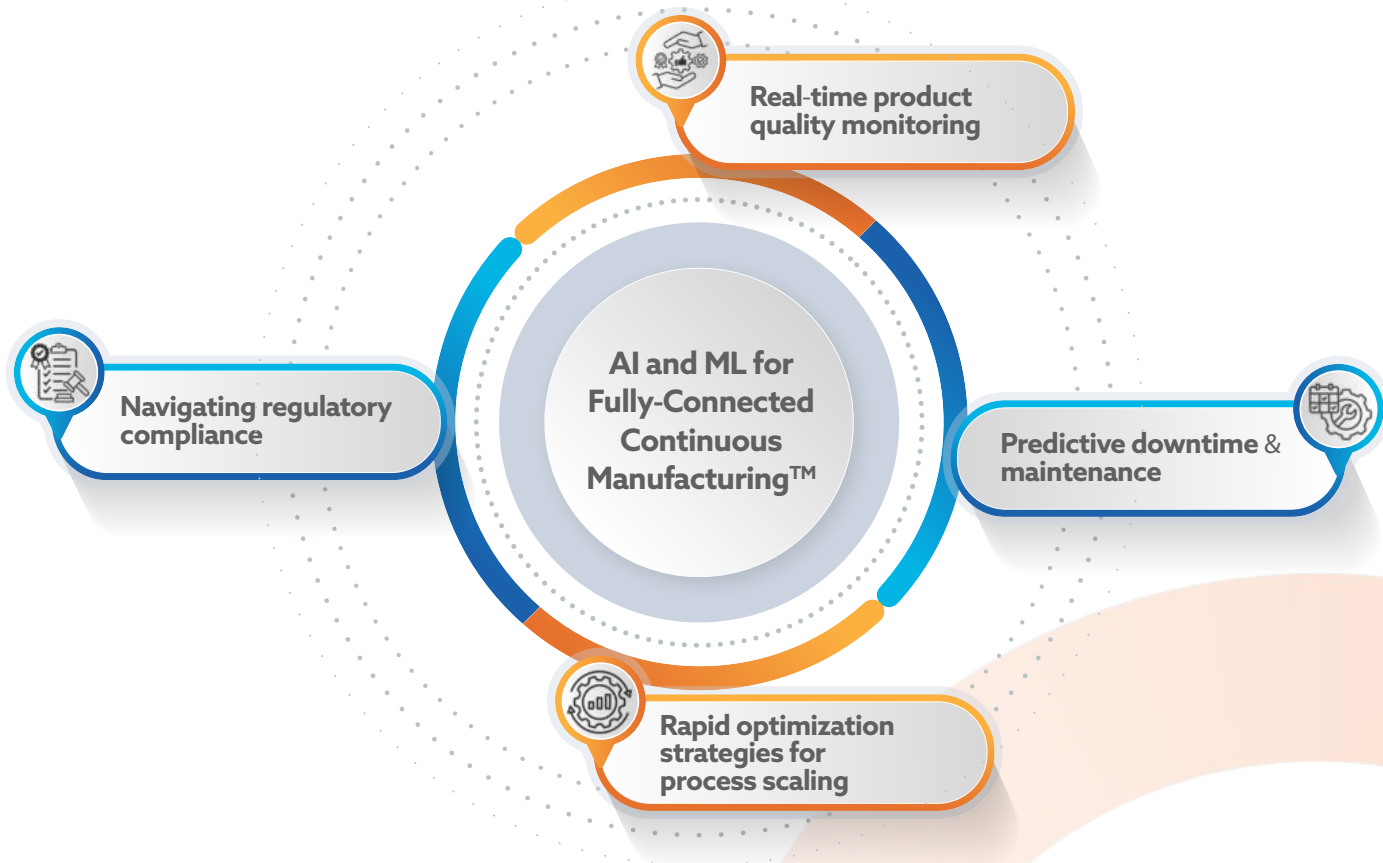 Real-time product
quality monitoring
AI and ML for
Fully-Connected
Continuous
Manufacturing™
Navigating regulatory
compliance
Predictive downtime &
maintenance
Rapid optimization
strategies for
process scaling